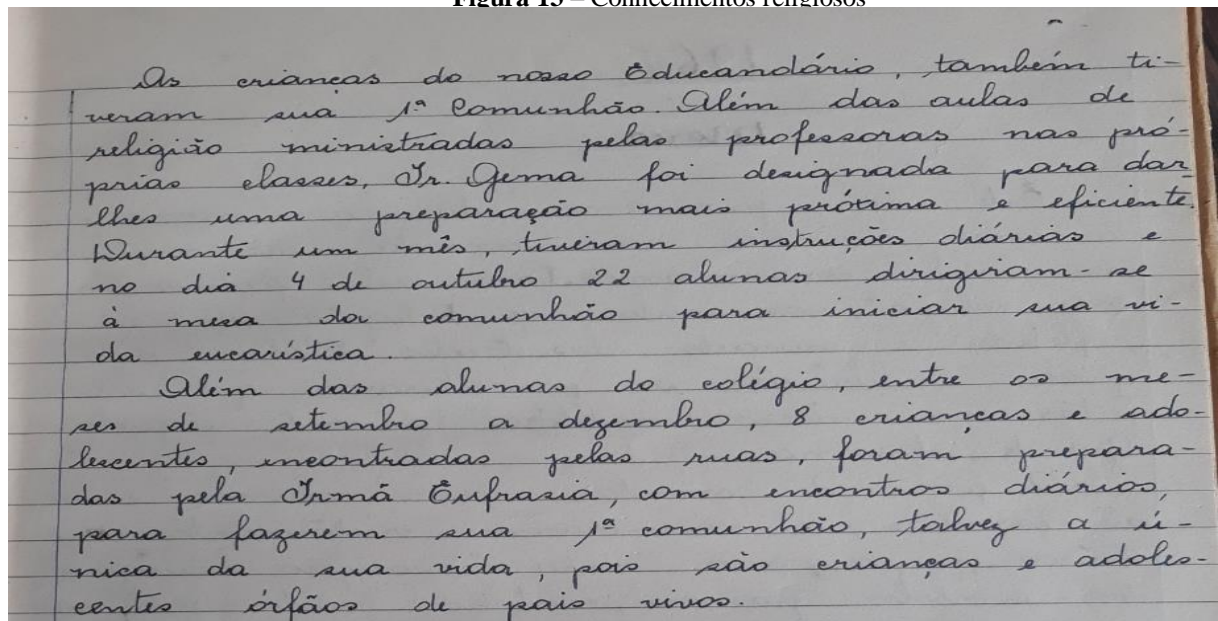 Figura 13 – Conhecimentos religiosos
As crianças do nosso Educandário, também ti-
veram sua 1ª Comunhão. Além das aulas de
religião ministradas pelas professoras nas pró-
prias classes, Ir. Gema foi designada para dar
lhes uma preparação mais próxima e eficiente.
Durante um mês, tiveram instruções diárias e
no dia 4 de outubro 22 alunas dirigiram-se
à mesa da comunhão para iniciar sua vi-
da eucarística.
Além das alunas do colégio, entre os me-
ses de setembro a dezembro, 8 crianças e ado-
lescentes, encontradas pelas ruas, foram prepara-
das pela Irmã Eufrasia, com encontros diários,
para fazerem sua 1ª comunhão, talvez a ú-
nica da sua vida, pois são crianças e adoles-
centes órfãos de pais vivos.